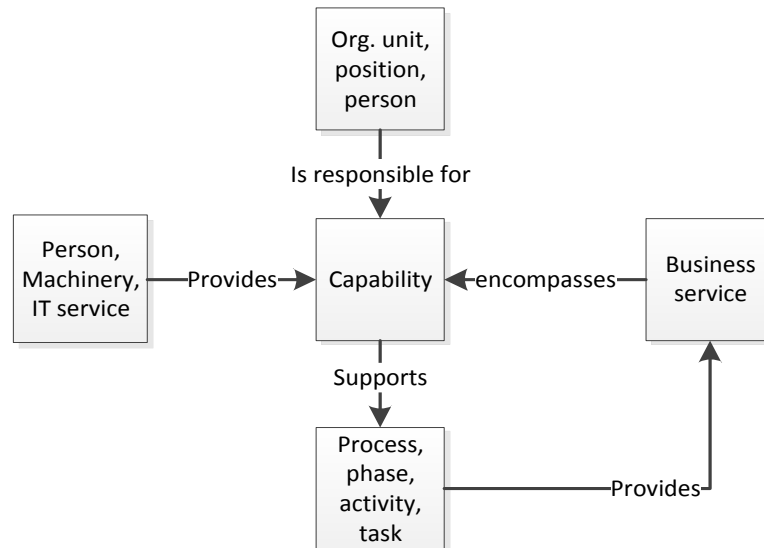 Org. unit,
position,
person
Is responsible for
Person,
Machinery,
IT service
Provides
Capability
encompasses
Business
service
Supports
Process,
phase,
activity,
task
Provides